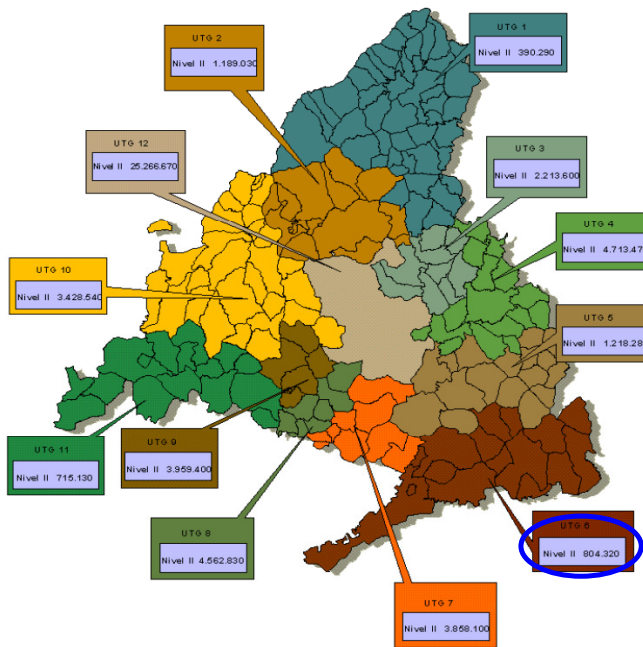 UTG 2
Nivel II 1.189.030
UTG 1
Nivel II 390.290
UTG 12
Nivel II 25.266.670
UTG 3
Nivel II 2.213.600
UTG 4
Nivel II 4.713.47
UTG 10
Nivel II 3.428.540
UTG 5
Nivel II 1.218.28
UTG 11
Nivel II 715.130
UTG 9
Nivel II 3.959.400
UTG 6
Nivel II 804.320
UTG 8
Nivel II 4.562.830
UTG 7
Nivel II 3.858.100